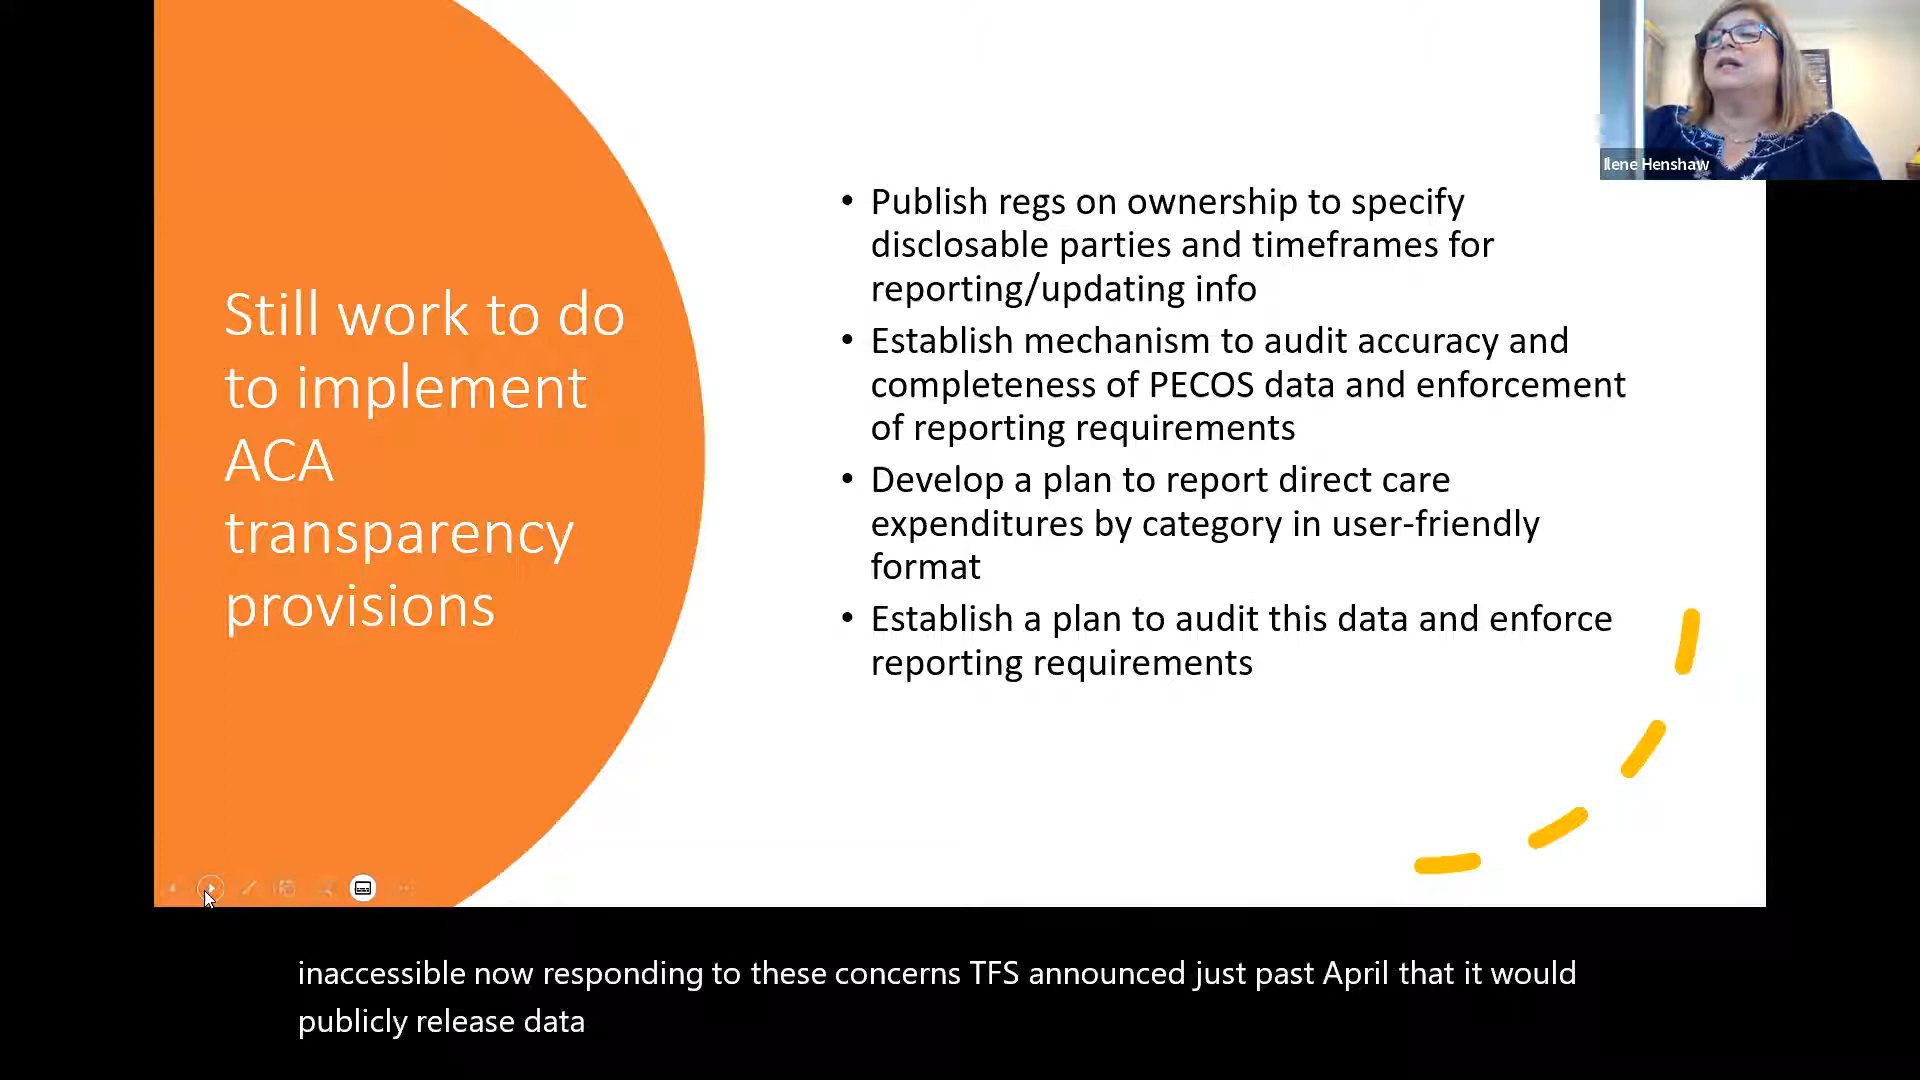 Still work to do
to implement
ACA
transparency
provisions
• Publish regs on ownership to specify
disclosable parties and timeframes for
reporting/updating info
• Establish mechanism to audit accuracy and
completeness of PECOS data and enforcement
of reporting requirements
• Develop a plan to report direct care
expenditures by category in user-friendly
format
• Establish a plan to audit this data and enforce
reporting requirements
Ilene Henshaw
inaccessible now responding to these concerns TFS announced just past April that it would
publicly release data